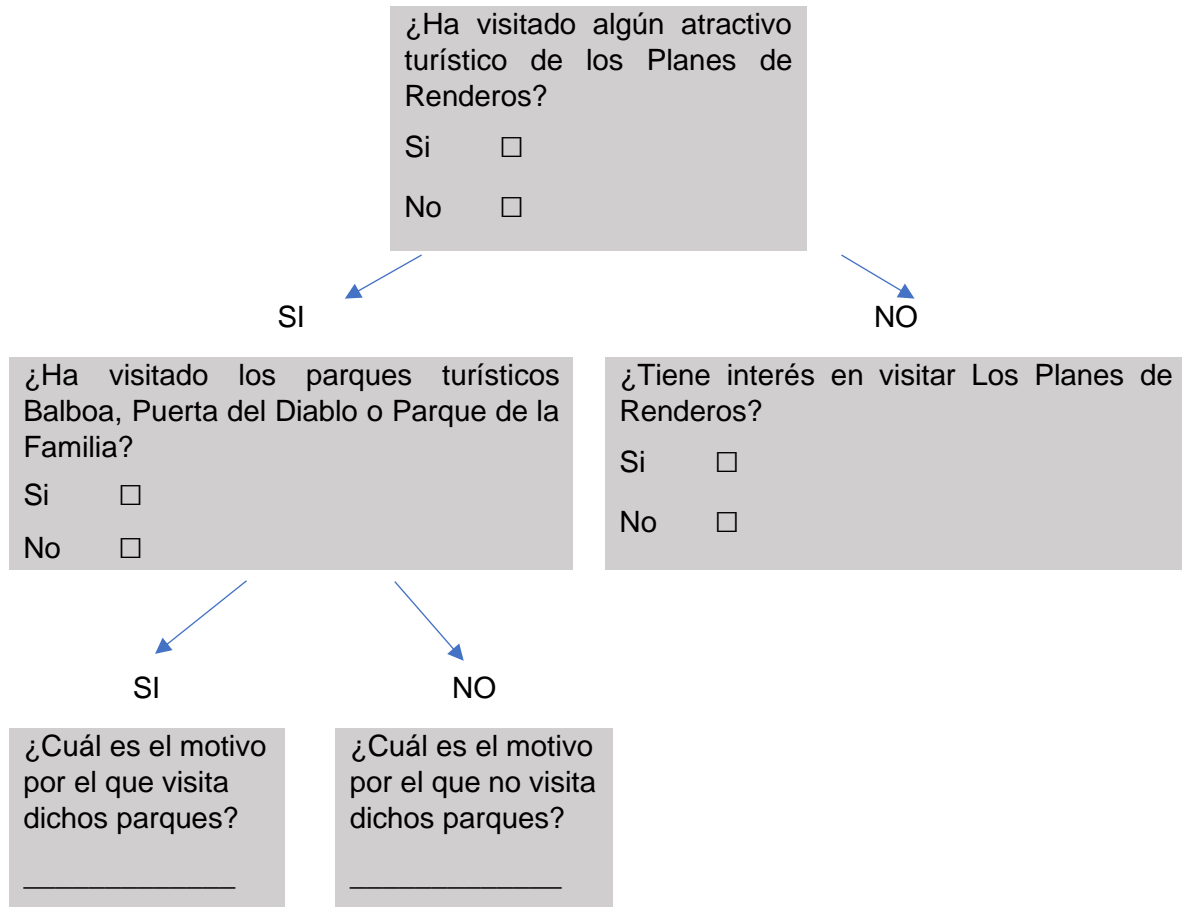 ¿Ha visitado algún atractivo
turístico de los Planes de
Renderos?
Si □
No □
SI
NO
¿Ha visitado los parques turísticos
Balboa, Puerta del Diablo o Parque de la
Familia?
Si □
No □
¿Tiene interés en visitar Los Planes de
Renderos?
Si □
No □
SI
NO
¿Cuál es el motivo
por el que visita
dichos parques?
______________
¿Cuál es el motivo
por el que no visita
dichos parques?
______________